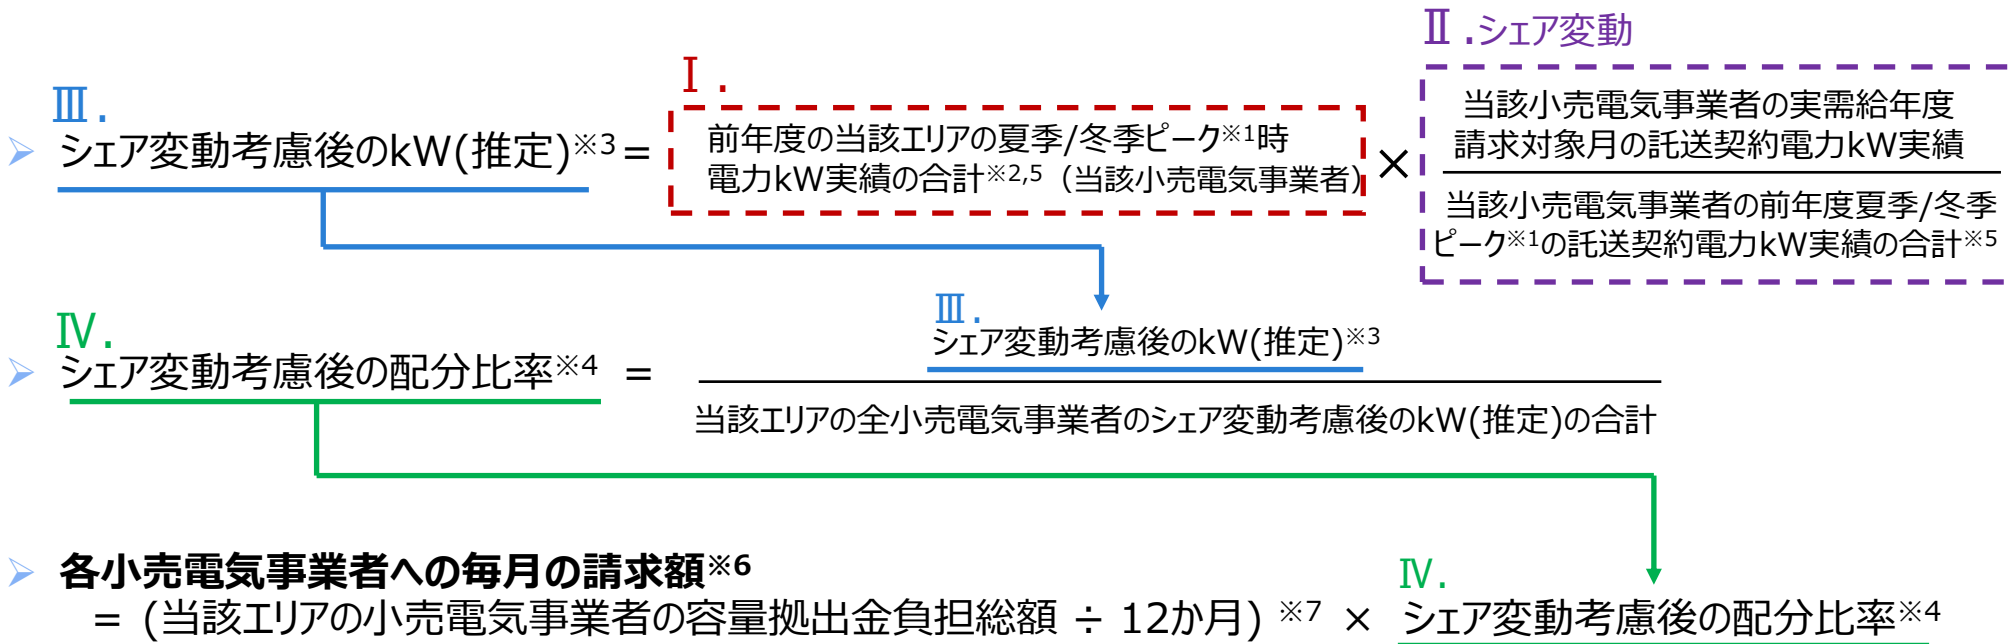 Ⅱ.シェア変動
Ⅰ.
Ⅲ.
➢ シェア変動考慮後のkW(推定)※3=
前年度の当該エリアの夏季/冬季ピーク※1時
電力kW実績の合計※2,5（当該小売電気事業者）
×
当該小売電気事業者の実需給年度
請求対象月の託送契約電力kW実績
当該小売電気事業者の前年度夏季/冬季
ピーク※1の託送契約電力kW実績の合計※5
Ⅳ.
➢ シェア変動考慮後の配分比率※4 =
Ⅲ.
シェア変動考慮後のkW(推定)※3
当該エリアの全小売電気事業者のシェア変動考慮後のkW(推定)の合計
➢ 各小売電気事業者への毎月の請求額※6
Ⅳ.
= (当該エリアの小売電気事業者の容量拠出金負担総額 ÷ 12か月) ※7 × シェア変動考慮後の配分比率※4